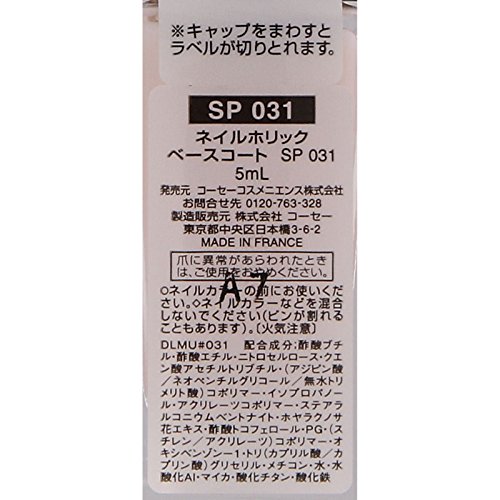 ※キャップをまわすと
ラベルが切りとれます。
SP 031
ネイルホリック
ベースコート SP 031
5mL
発売元 コーセーコスメニエンス株式会社
お問合せ先 0120-763-328
製造販売元 株式会社 コーセー
東京都中央区日本橋3-6-2
MADE IN FRANCE
爪に異常があらわれたとき
は、ご使用をおやめください。
A7
◇ネイルカラーの前にお使いくださ
い。◇ネイルカラーなどを混合
しないでください(ビンが割れる
こともあります)。〔火気注意〕
DLMU#031 配合成分;酢酸ブチ
ル・酢酸エチル・ニトロセルロース・クエ
ン酸アセチルトリブチル・(アジピン酸
/ネオペンチルグリコール/無水トリ
メリト酸)コポリマー・イソプロパノー
ル・アクリレーツコポリマー・ステアラ
ルコニウムベントナイト・ホヤラクノサ
花エキス・酢酸トコフェロール・PG・(ス
チレン/アクリレーツ)コポリマー・オ
キシベンゾン-1・トリ(カプリル酸/
カプリン酸)グリセリル・メチコン・水・水
酸化Al・マイカ・酸化チタン・酸化鉄